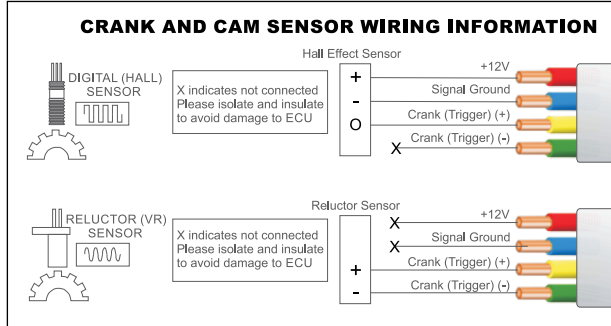 CRANK AND CAM SENSOR WIRING INFORMATION
Hall Effect Sensor
DIGITAL (HALL)
SENSOR
X indicates not connected
Please isolate and insulate
to avoid damage to ECU
+
-
O
+12V
Signal Ground
Crank (Trigger) (+)
Crank (Trigger) (-)
X
Reluctor Sensor
RELUCTOR (VR)
SENSOR
X indicates not connected
Please isolate and insulate
to avoid damage to ECU
+
-
X
+12V
X
Signal Ground
Crank (Trigger) (+)
Crank (Trigger) (-)